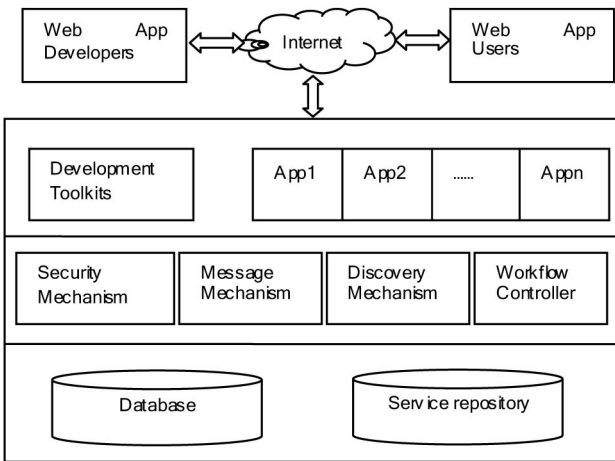 Web App
Developers
Internet
Web App
Users
Development
Toolkits
App1 App2 ...... Appn
Security
Mechanism
Message
Mechanism
Discovery
Mechanism
Workflow
Controller
Database
Service repository